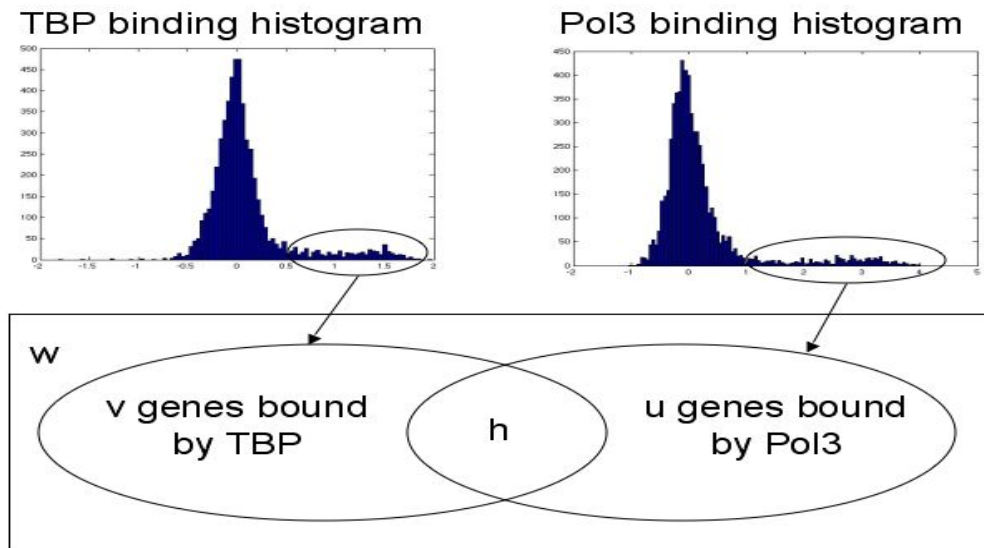 TBP binding histogram
Pol3 binding histogram
500
450
400
350
300
250
200
150
100
50
0
-2 -1.5 -1 -0.5 0 0.5 1 1.5 2
450
400
350
300
250
200
150
100
50
0
-2 -1 0 1 2 3 4 5
w
v genes bound
by TBP
h
u genes bound
by Pol3